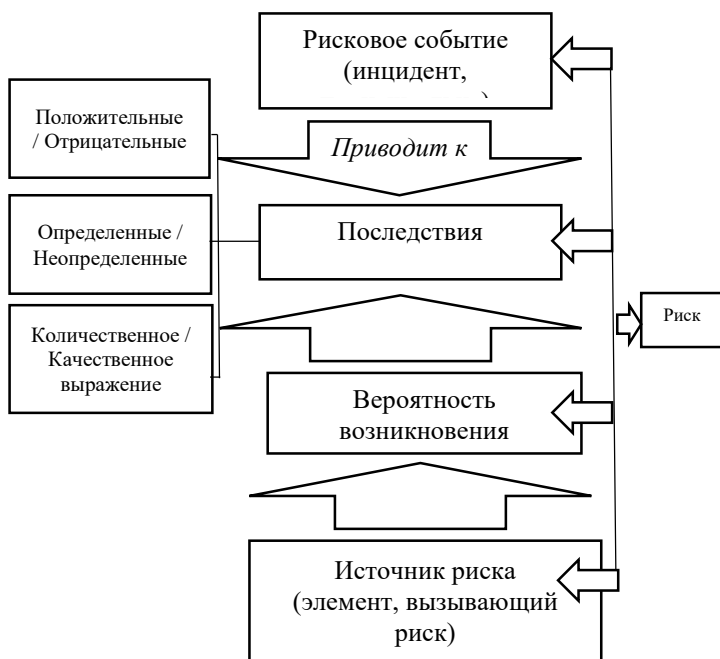 Рисковое событие
(инцидент,
Положительные
/ Отрицательные
Приводит к
Определенные /
Неопределенные
Последствия
Количественное /
Качественное
выражение
Риск
Вероятность
возникновения
Источник риска
(элемент, вызывающий
риск)